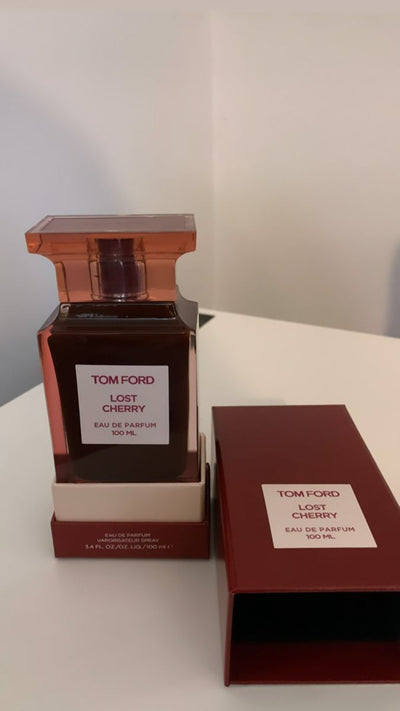 TOM FORD
LOST
CHERRY
EAU DE PARFUM
100 ML
EAU DE PARFUM
VAPORISATEUR SPRAY
3.4 FL. OZ./OZ. LIQ./100 ml ℮
TOM FORD
LOST
CHERRY
EAU DE PARFUM
100 ML